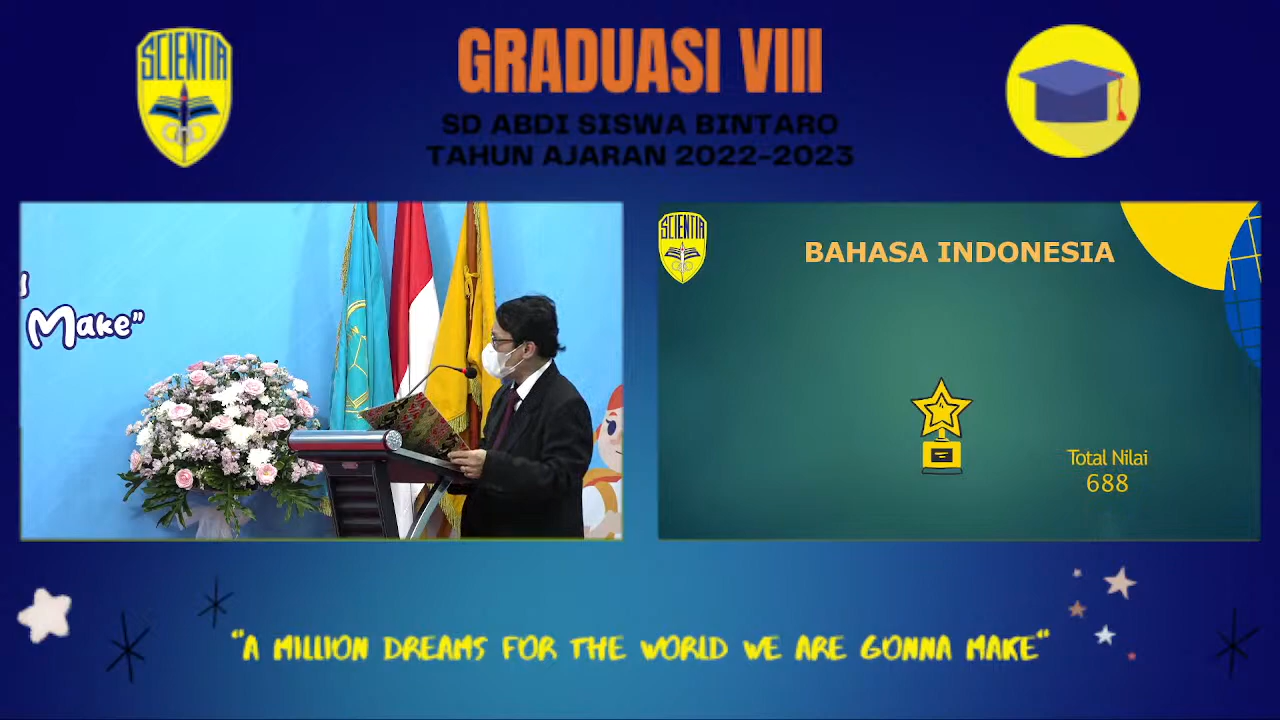 SCIENTIA
GRADUASI VIII
SD ABDI SISWA BINTARO
TAHUN AJARAN 2022-2023
Make"
SCIENTIA
BAHASA INDONESIA
Total Nilai
688
"A MILLION DREAMS FOR THE WORLD WE ARE GONNA MAKE"